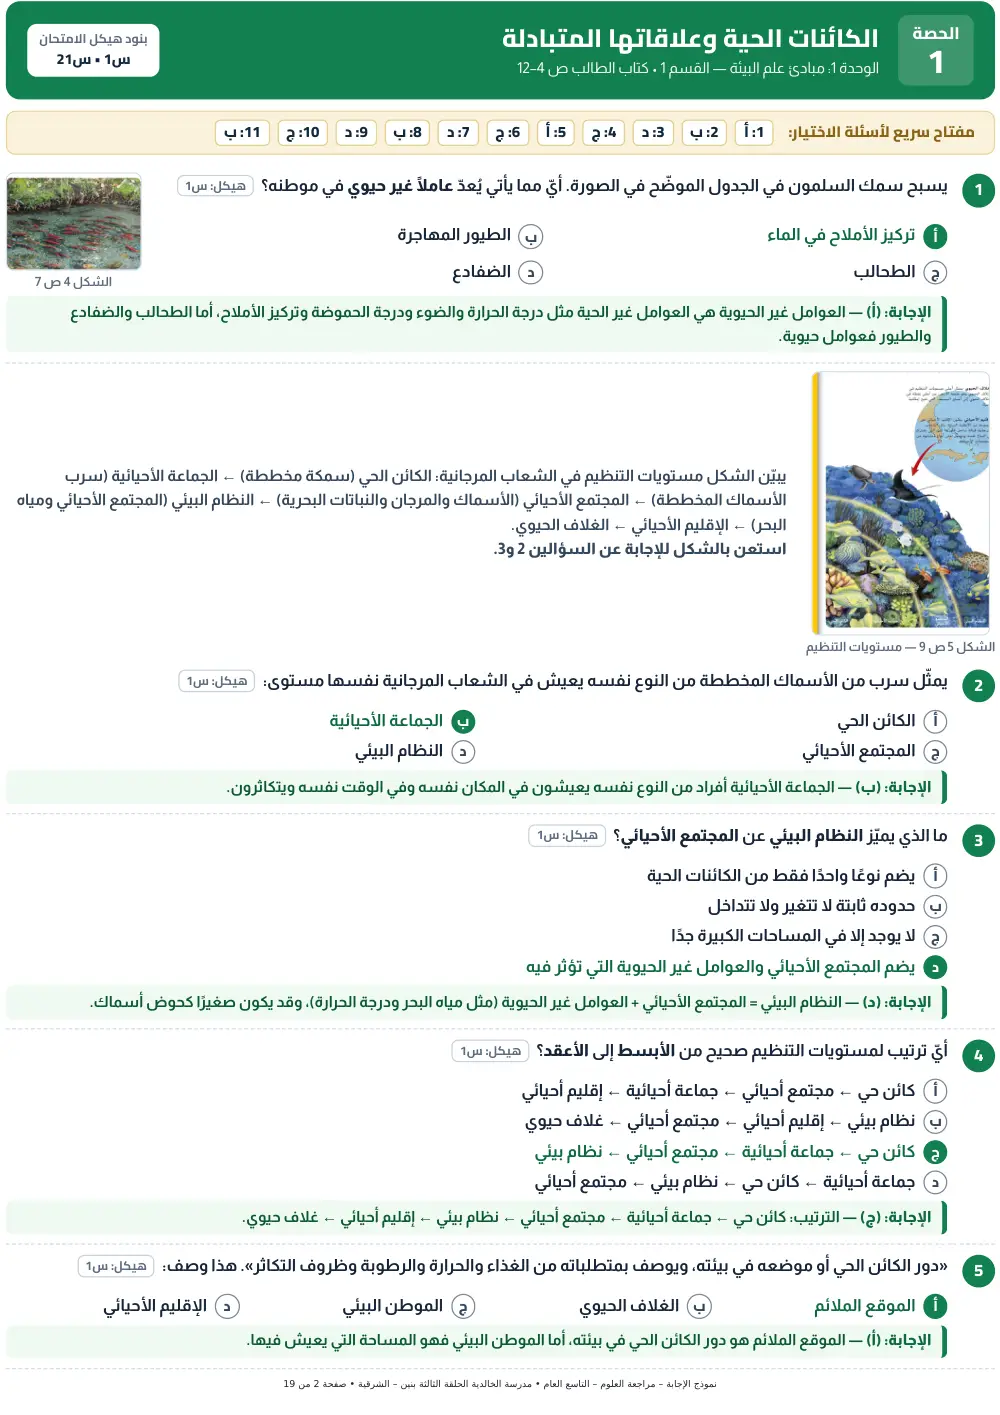 الحصة
1
الكائنات الحية وعلاقاتها المتبادلة
الوحدة 1: مبادئ علم البيئة — القسم 1 • كتاب الطالب ص 4–12
بنود هيكل الامتحان
س1 • س21
مفتاح سريع لأسئلة الاختيار: 1: أ 2: ب 3: د 4: ج 5: أ 6: ج 7: د 8: ب 9: د 10: ج 11: ب
1 يسبح سمك السلمون في الجدول الموضّح في الصورة. أيّ مما يأتي يُعدّ عاملًا غير حيوي في موطنه؟ هيكل: س1
أ تركيز الأملاح في الماء ب الطيور المهاجرة
ج الطحالب د الضفادع
الشكل 4 ص 7
الإجابة: (أ) — العوامل غير الحيوية هي العوامل غير الحية مثل درجة الحرارة والضوء ودرجة الحموضة وتركيز الأملاح، أما الطحالب والضفادع
والطيور فعوامل حيوية.
يبيّن الشكل مستويات التنظيم في الشعاب المرجانية: الكائن الحي (سمكة مخططة) ← الجماعة الأحيائية (سرب
الأسماك المخططة) ← المجتمع الأحيائي (الأسماك والمرجان والنباتات البحرية) ← النظام البيئي (المجتمع الأحيائي ومياه
البحر) ← الإقليم الأحيائي ← الغلاف الحيوي.
استعن بالشكل للإجابة عن السؤالين 2 و3.
الشكل 5 ص 9 — مستويات التنظيم
2 يمثّل سرب من الأسماك المخططة من النوع نفسه يعيش في الشعاب المرجانية نفسها مستوى: هيكل: س1
أ الكائن الحي ب الجماعة الأحيائية
ج المجتمع الأحيائي د النظام البيئي
الإجابة: (ب) — الجماعة الأحيائية أفراد من النوع نفسه يعيشون في المكان نفسه وفي الوقت نفسه ويتكاثرون.
3 ما الذي يميّز النظام البيئي عن المجتمع الأحيائي؟ هيكل: س1
أ يضم نوعًا واحدًا فقط من الكائنات الحية
ب حدوده ثابتة لا تتغير ولا تتداخل
ج لا يوجد إلا في المساحات الكبيرة جدًا
د يضم المجتمع الأحيائي والعوامل غير الحيوية التي تؤثر فيه
الإجابة: (د) — النظام البيئي = المجتمع الأحيائي + العوامل غير الحيوية (مثل مياه البحر ودرجة الحرارة)، وقد يكون صغيرًا كحوض أسماك.
4 أيّ ترتيب لمستويات التنظيم صحيح من الأبسط إلى الأعقد؟ هيكل: س1
أ كائن حي ← مجتمع أحيائي ← جماعة أحيائية ← إقليم أحيائي
ب نظام بيئي ← إقليم أحيائي ← مجتمع أحيائي ← غلاف حيوي
ج كائن حي ← جماعة أحيائية ← مجتمع أحيائي ← نظام بيئي
د جماعة أحيائية ← كائن حي ← نظام بيئي ← مجتمع أحيائي
الإجابة: (ج) — الترتيب: كائن حي ← جماعة أحيائية ← مجتمع أحيائي ← نظام بيئي ← إقليم أحيائي ← غلاف حيوي.
5 «دور الكائن الحي أو موضعه في بيئته، ويوصف بمتطلباته من الغذاء والحرارة والرطوبة وظروف التكاثر». هذا وصف: هيكل: س1
أ الموقع الملائم ب الغلاف الحيوي ج الموطن البيئي د الإقليم الأحيائي
الإجابة: (أ) — الموقع الملائم هو دور الكائن الحي في بيئته، أما الموطن البيئي فهو المساحة التي يعيش فيها.
نموذج الإجابة – مراجعة العلوم – التاسع العام • مدرسة الخالدية الحلقة الثالثة بنين – الشرقية • صفحة 2 من 19